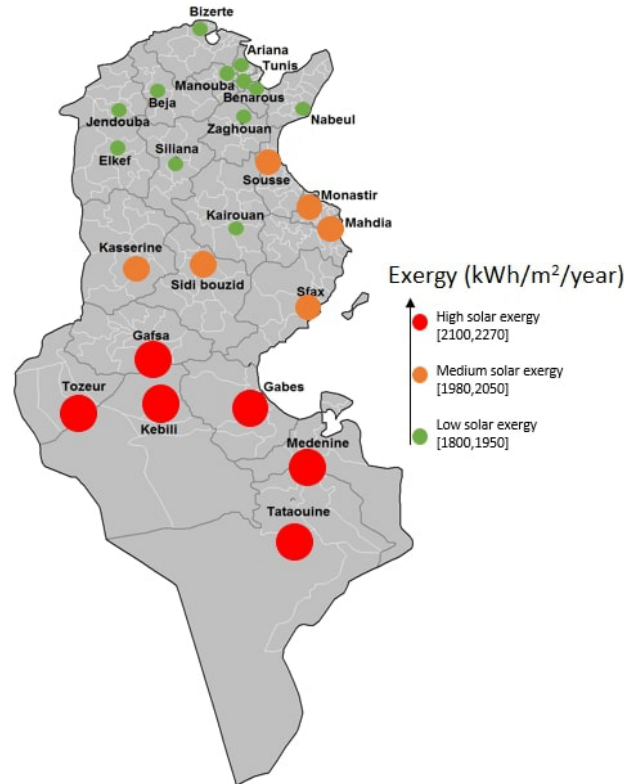 Bizerte
Ariana
Tunis
Manouba
Benarous
Beja
Jendouba
Zaghouan
Nabeul
Elkef
Siliana
Sousse
Monastir
Kairouan
Mahdia
Kasserine
Sidi bouzid
Sfax
Gafsa
Tozeur
Gabes
Kebili
Medenine
Tataouine
Exergy (kWh/m²/year)
High solar exergy
[2100,2270]
Medium solar exergy
[1980,2050]
Low solar exergy
[1800,1950]